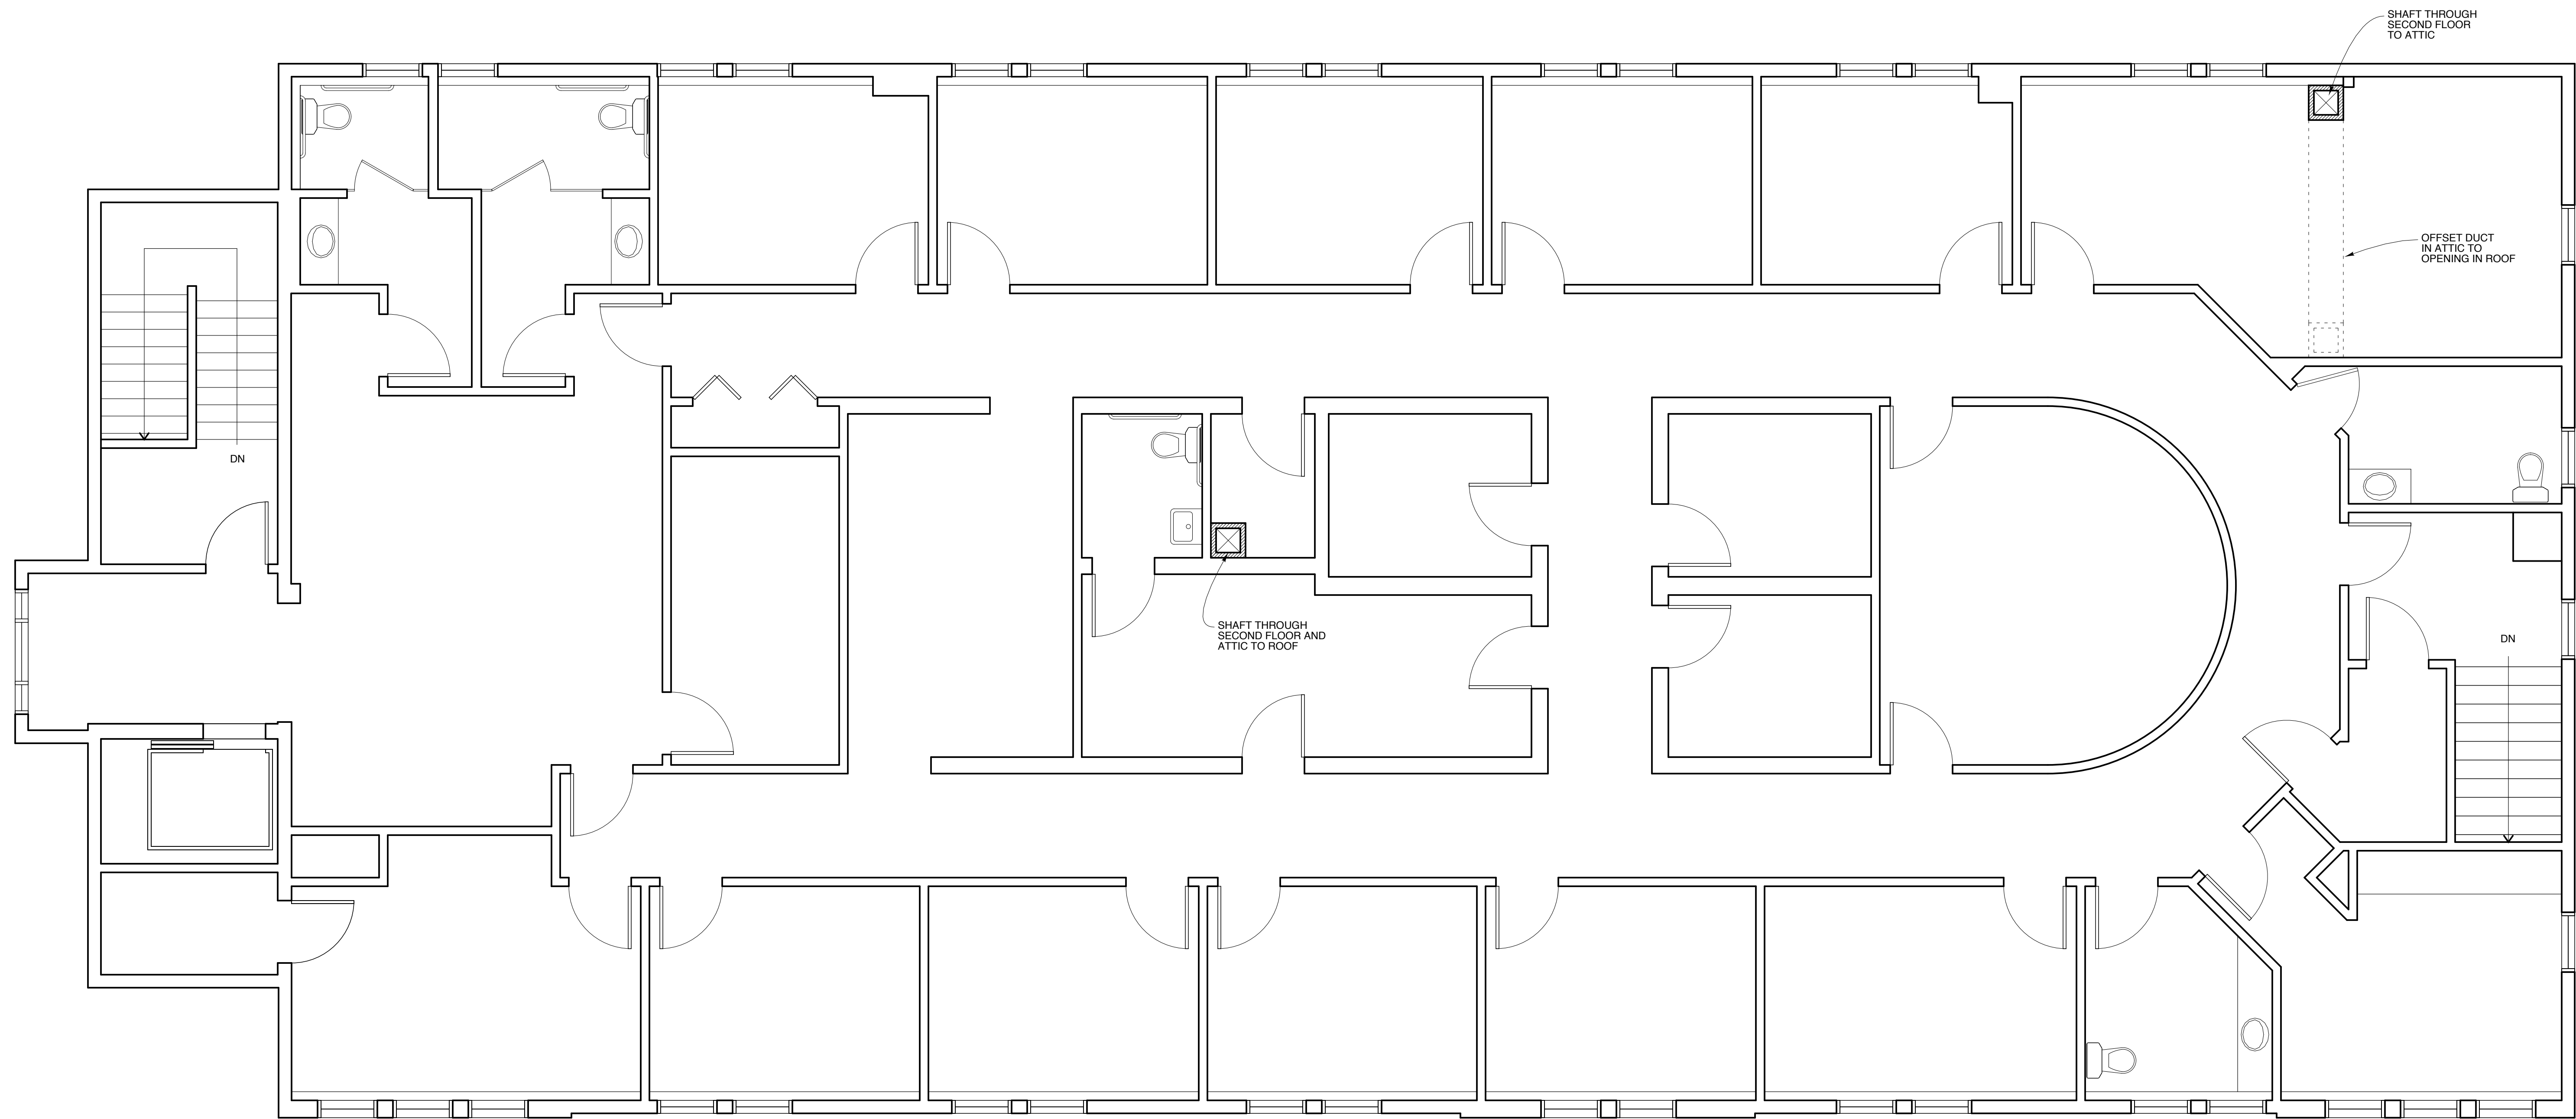 SHAFT THROUGH
SECOND FLOOR
TO ATTIC
OFFSET DUCT
IN ATTIC TO
OPENING IN ROOF
DN
SHAFT THROUGH
SECOND FLOOR AND
ATTIC TO ROOF
DN